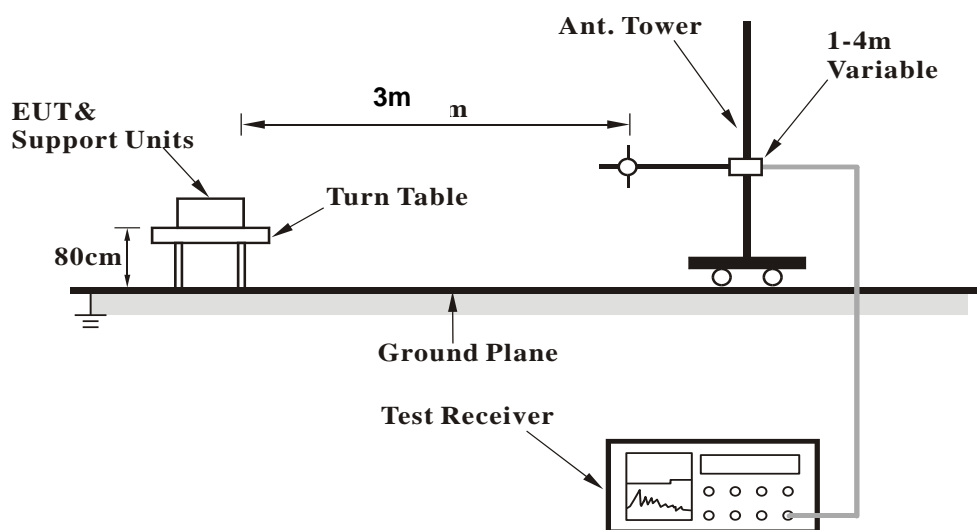 Ant. Tower
1-4m
Variable
3m
EUT&
Support Units
Turn Table
80cm
Ground Plane
Test Receiver